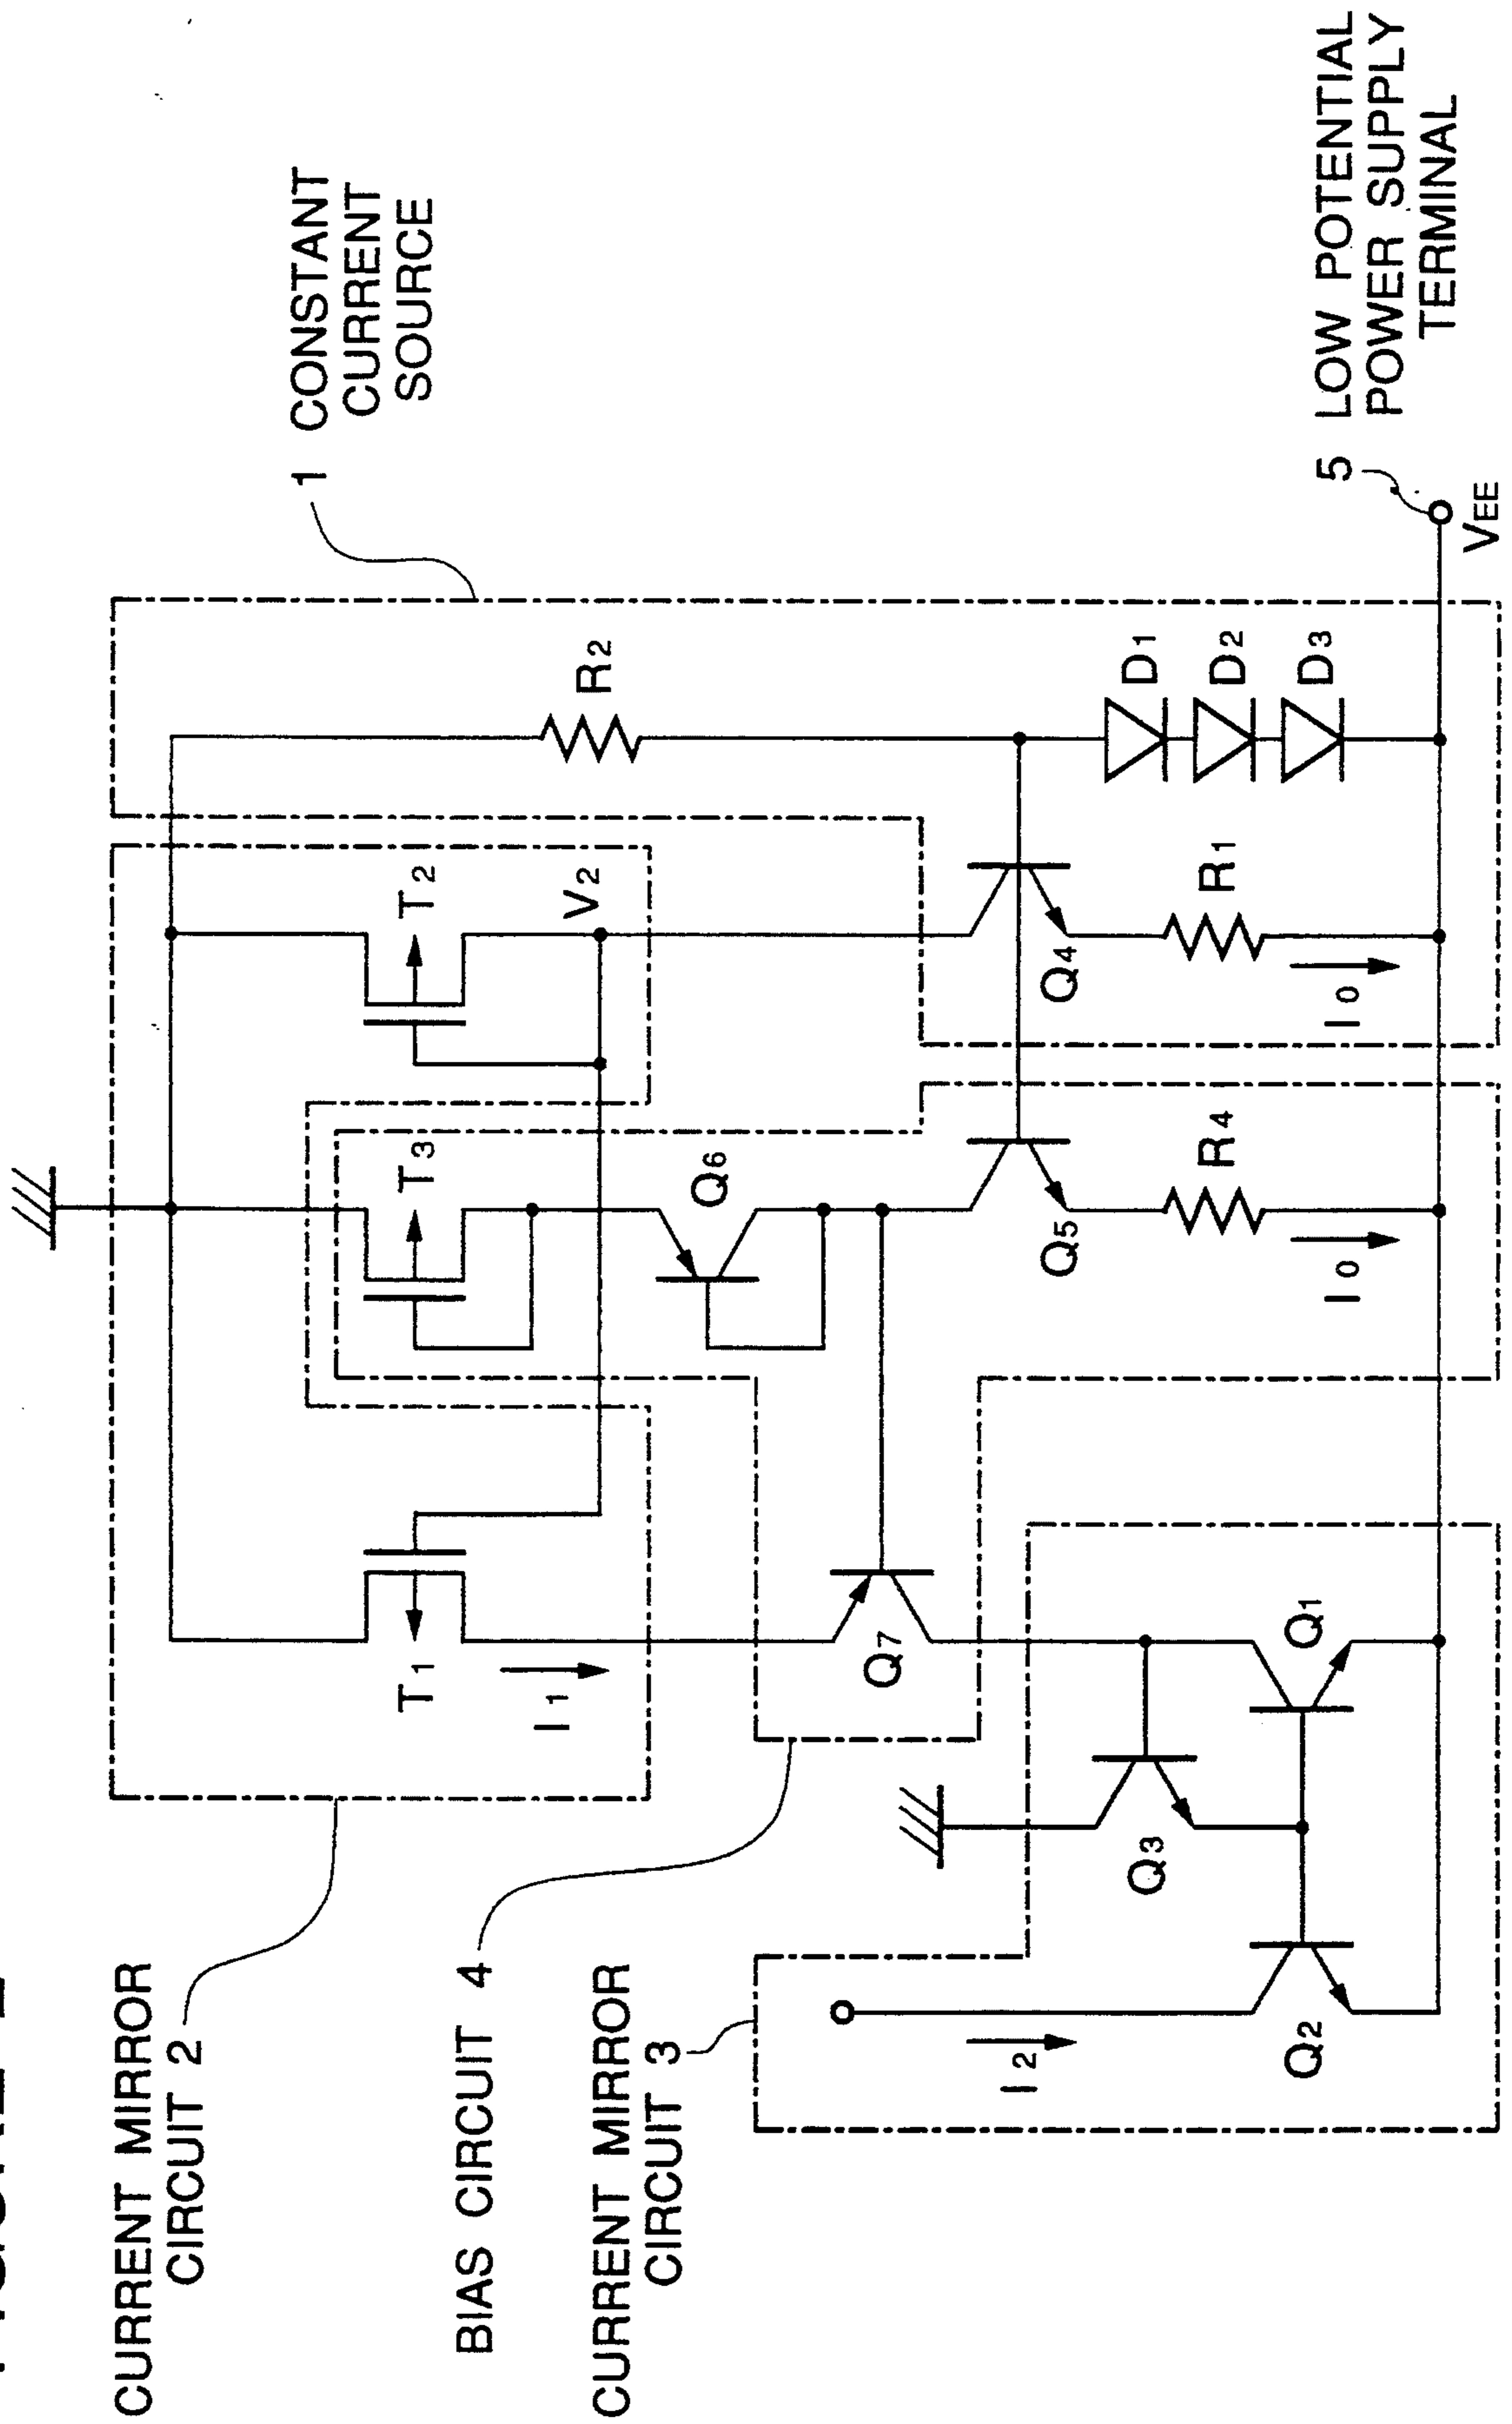 CURRENT MIRROR
CIRCUIT 2
BIAS CIRCUIT 4
CURRENT MIRROR
CIRCUIT 3
1 CONSTANT
CURRENT
SOURCE
5 LOW POTENTIAL
POWER SUPPLY
TERMINAL
VEE
T1
I1
T3
T2
V2
R2
Q6
Q7
Q5
Q4
R4
R1
I0
I0
D1
D2
D3
Q3
Q1
Q2
I2